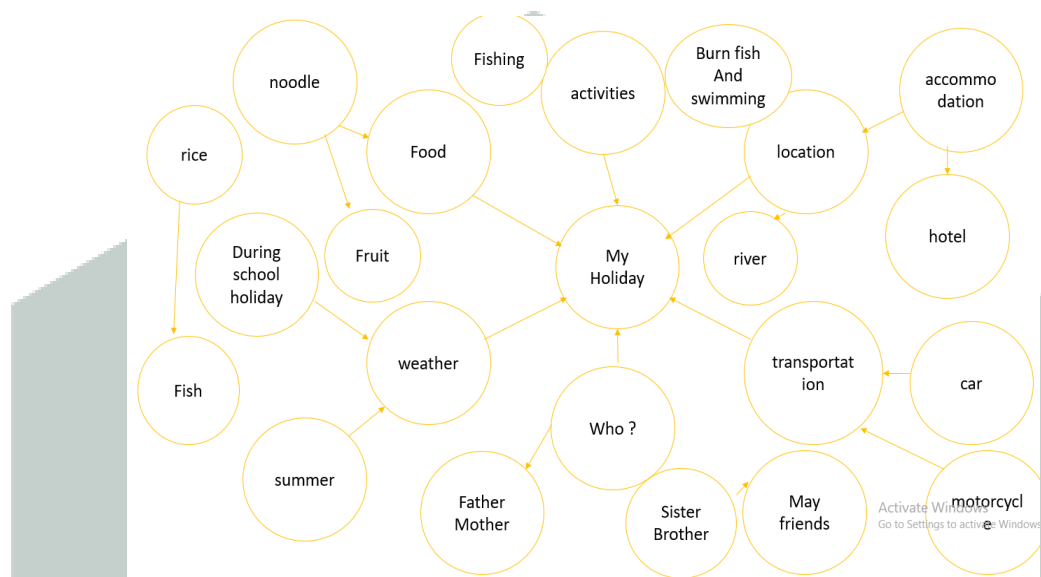 Fishing
Burn fish
And
swimming
noodle
activities
accommo
dation
rice
Food
location
During
school
holiday
Fruit
My
Holiday
river
hotel
weather
transportat
ion
Fish
car
Who ?
summer
Father
Mother
Sister
Brother
May
friends
motorcycl
e
Activate Windows
Go to Settings to activate Windows